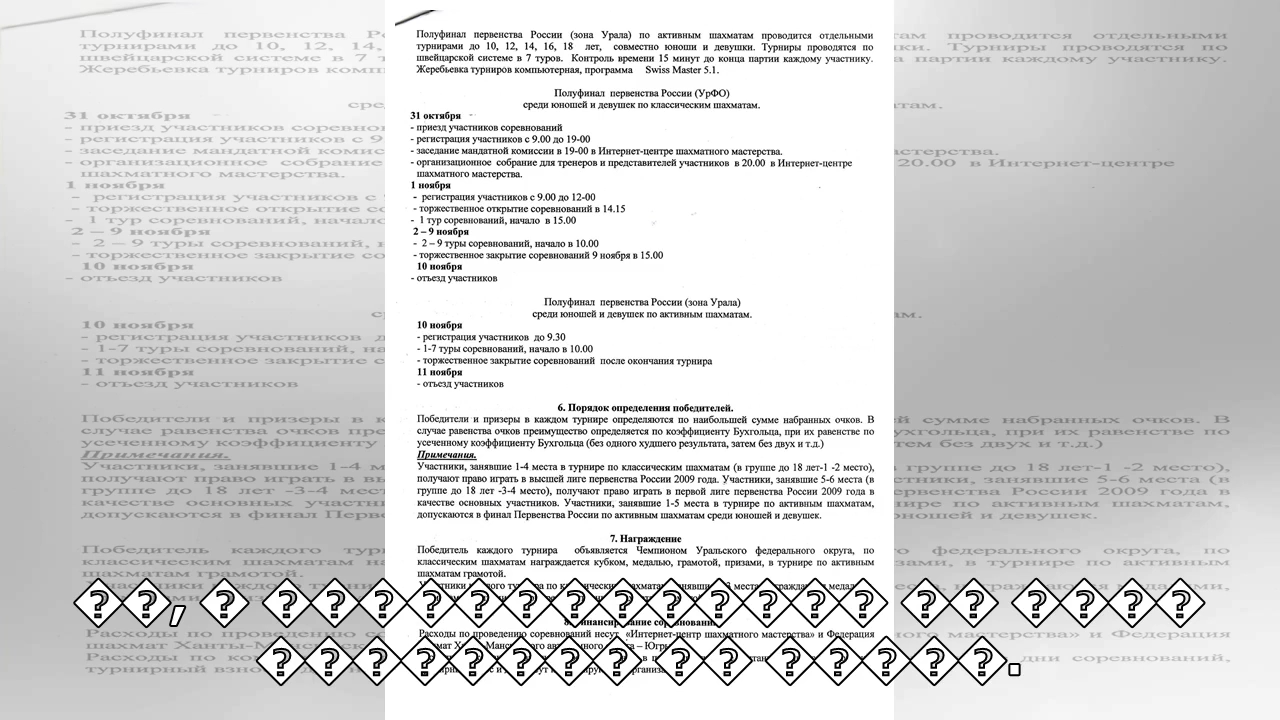 Полуфинал первенства России (зона Урала) по активным шахматам проводится отдельными
турнирами до 10, 12, 14, 16, 18 лет, совместно юноши и девушки. Турниры проводятся по
швейцарской системе в 7 туров. Контроль времени 15 минут до конца партии каждому участнику.
Жеребьевка турниров компьютерная, программа Swiss Master 5.1.
Полуфинал первенства России (УрФО)
среди юношей и девушек по классическим шахматам.
31 октября
- приезд участников соревнований
- регистрация участников с 9.00 до 19-00
- заседание мандатной комиссии в 19-00 в Интернет-центре шахматного мастерства.
- организационное собрание для тренеров и представителей участников в 20.00 в Интернет-центре
шахматного мастерства.
1 ноября
- регистрация участников с 9.00 до 12-00
- торжественное открытие соревнований в 14.15
- 1 тур соревнований, начало в 15.00
2 – 9 ноября
- 2 – 9 туры соревнований, начало в 10.00
- торжественное закрытие соревнований 9 ноября в 15.00
10 ноября
- отъезд участников
Полуфинал первенства России (зона Урала)
среди юношей и девушек по активным шахматам.
10 ноября
- регистрация участников до 9.30
- 1-7 туры соревнований, начало в 10.00
- торжественное закрытие соревнований после окончания турнира
11 ноября
- отъезд участников
6. Порядок определения победителей.
Победители и призеры в каждом турнире определяются по наибольшей сумме набранных очков. В
случае равенства очков преимущество определяется по коэффициенту Бухгольца, при их равенстве по
усеченному коэффициенту Бухгольца (без одного худшего результата, затем без двух и т.д.)
Примечания.
Участники, занявшие 1-4 места в турнире по классическим шахматам (в группе до 18 лет-1 -2 место),
получают право играть в высшей лиге первенства России 2009 года. Участники, занявшие 5-6 места (в
группе до 18 лет -3-4 место), получают право играть в первой лиге первенства России 2009 года в
качестве основных участников. Участники, занявшие 1-5 места в турнире по активным шахматам,
допускаются в финал Первенства России по активным шахматам среди юношей и девушек.
7. Награждение
Победитель каждого турнира объявляется Чемпионом Уральского федерального округа, по
классическим шахматам награждается кубком, медалью, грамотой, призами, в турнире по активным
шахматам грамотой.
Расходы по проведению соревнований несут «Интернет-центр шахматного мастерства» и Федерация